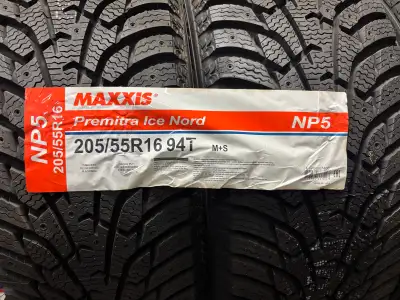 NP5
205/55R16
MAXXIS
Premitra Ice Nord
NP5
205/55R16 94T
M+S